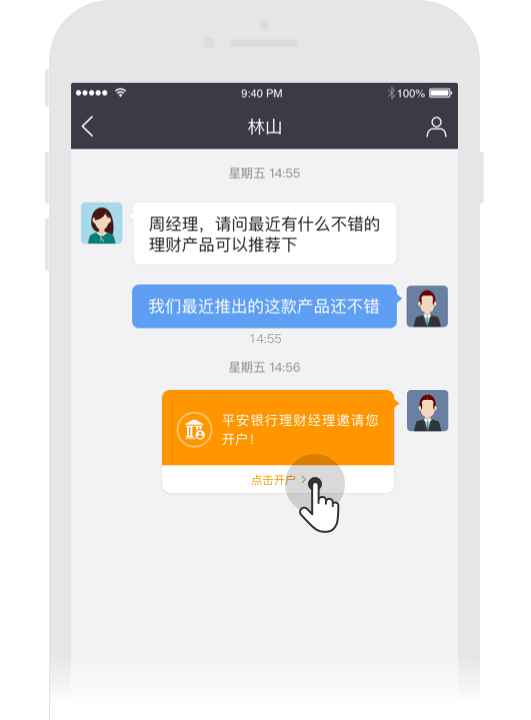 9:40 PM
100%
林山
星期五 14:55
周经理，请问最近有什么不错的
理财产品可以推荐下
我们最近推出的这款产品还不错
14:55
星期五 14:56
平安银行理财经理邀请您
开户！
点击开户